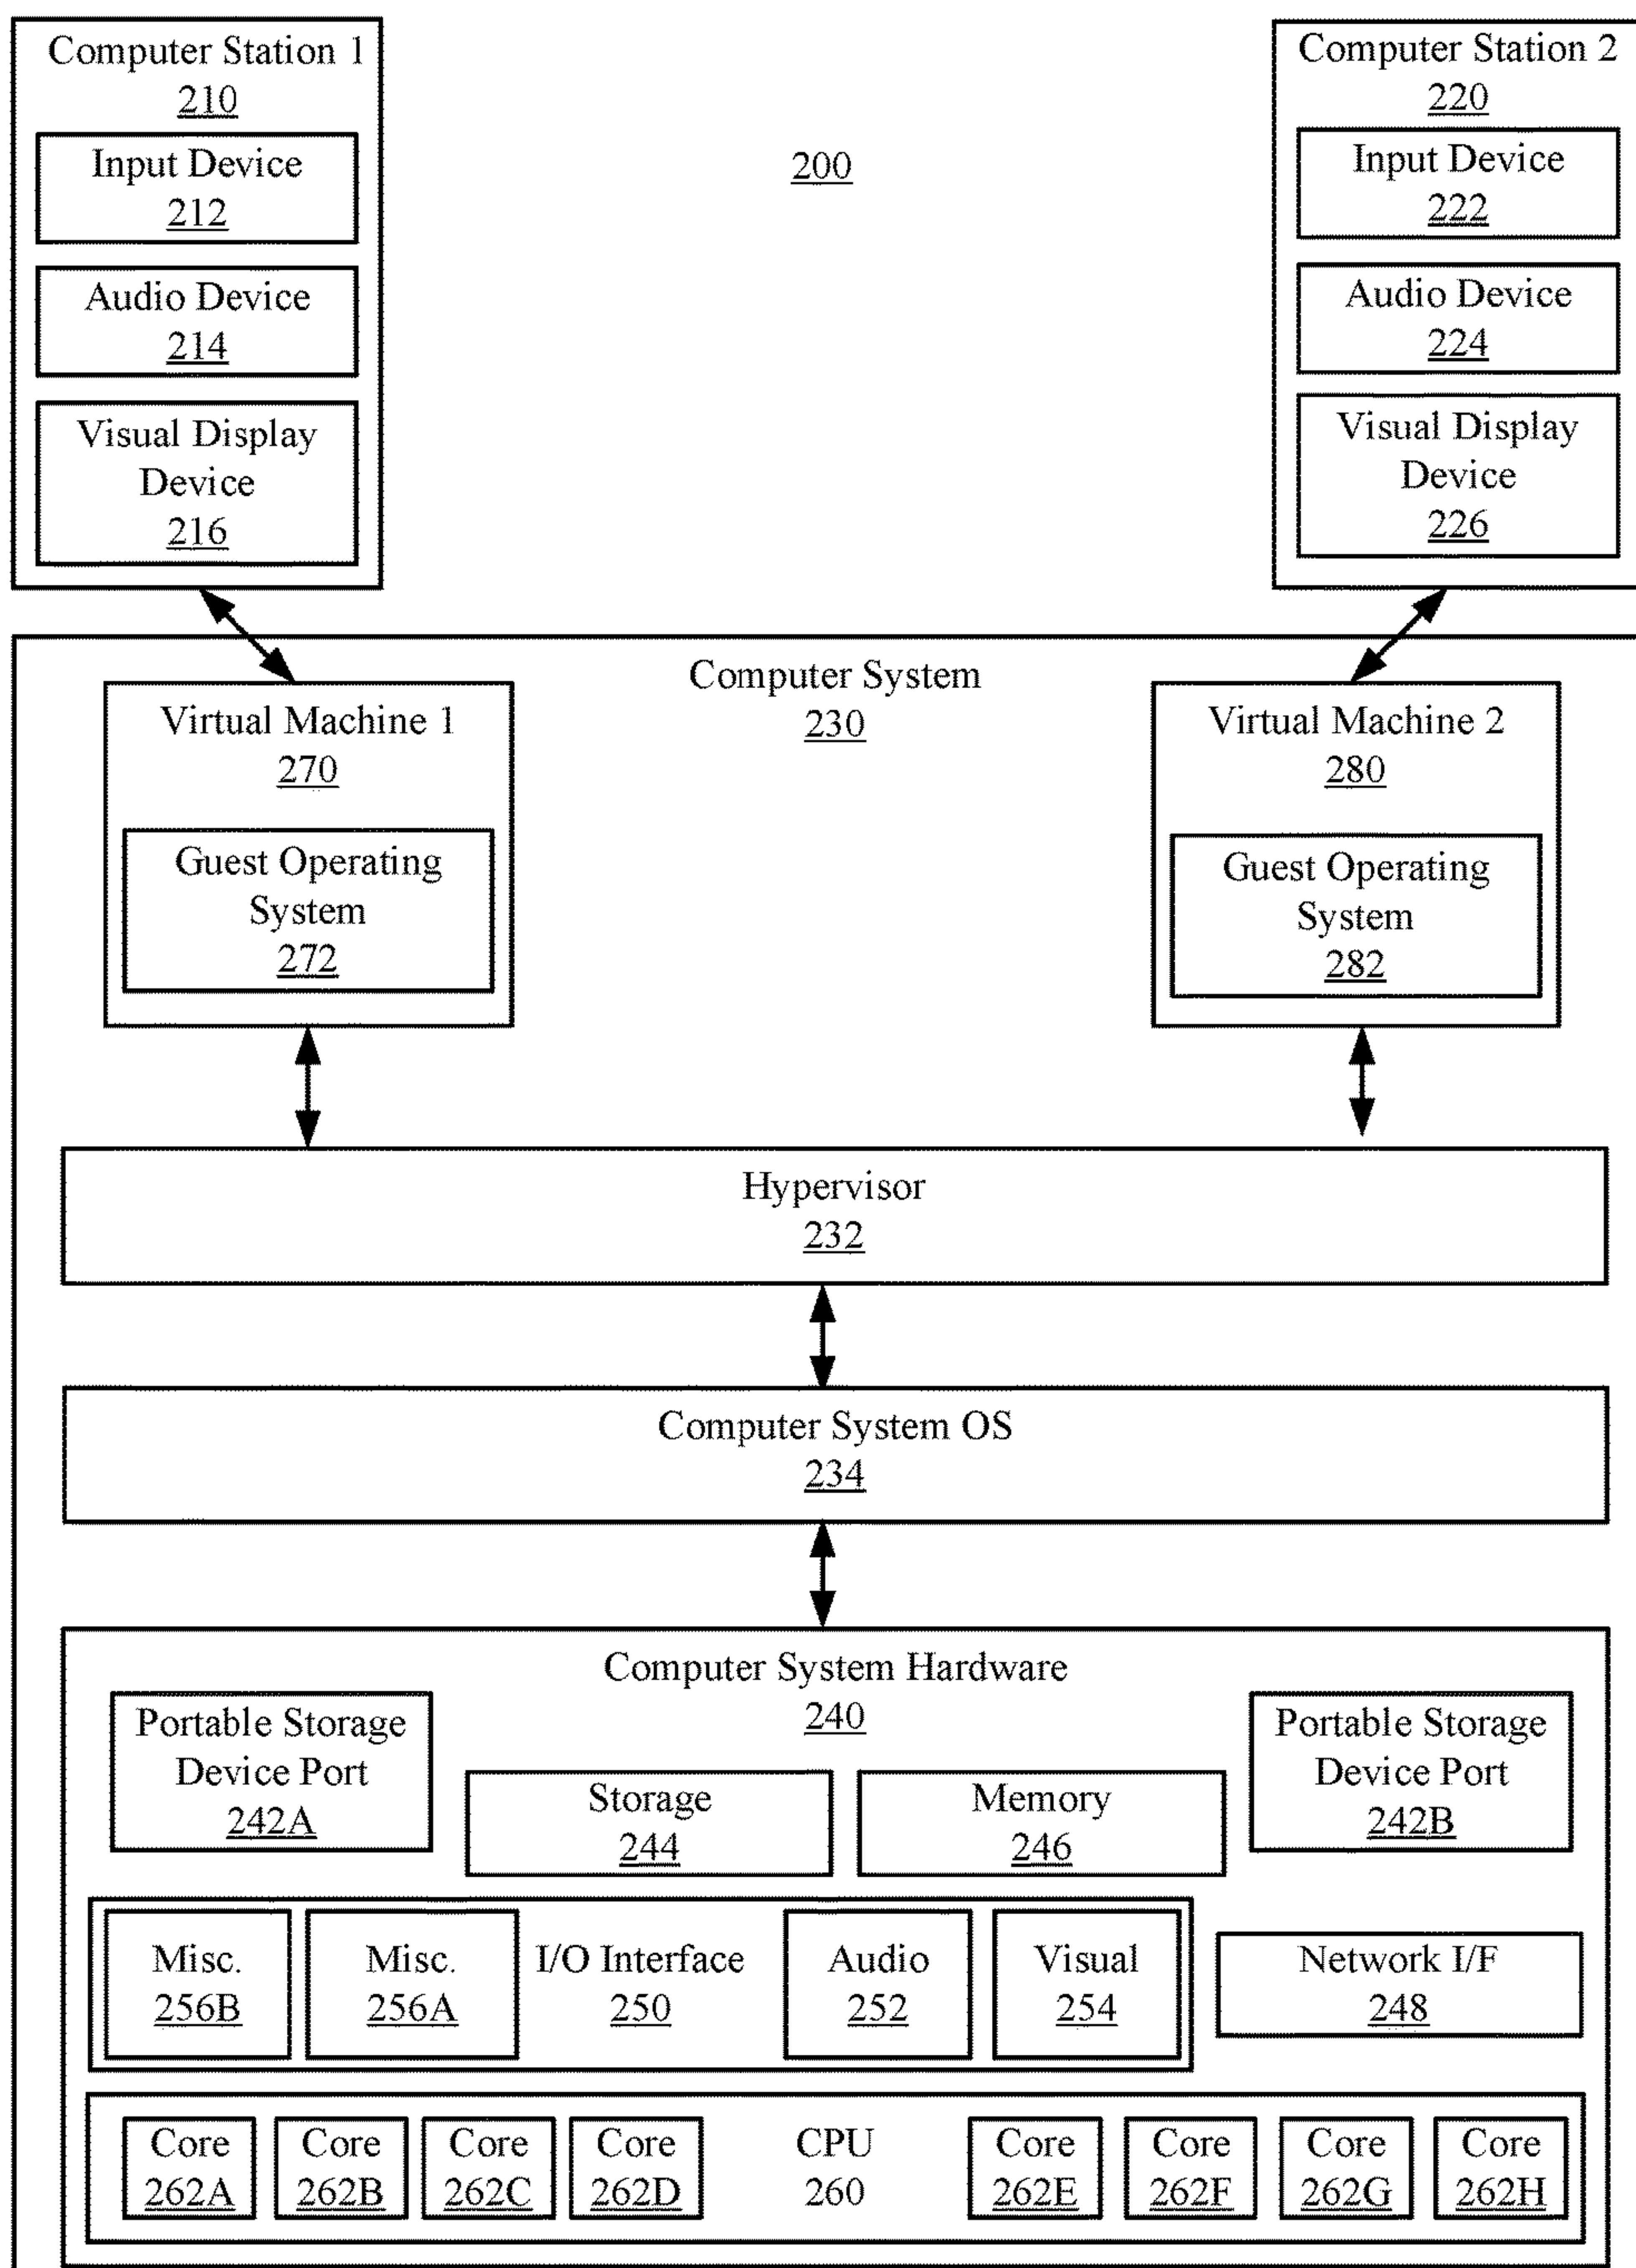 Computer Station 1
210
Input Device
212
Audio Device
214
Visual Display
Device
216
200
Computer Station 2
220
Input Device
222
Audio Device
224
Visual Display
Device
226
Computer System
230
Virtual Machine 1
270
Guest Operating
System
272
Virtual Machine 2
280
Guest Operating
System
282
Hypervisor
232
Computer System OS
234
Computer System Hardware
240
Portable Storage
Device Port
242A
Storage
244
Memory
246
Portable Storage
Device Port
242B
Misc.
256B
Misc.
256A
I/O Interface
250
Audio
252
Visual
254
Network I/F
248
Core
262A
Core
262B
Core
262C
Core
262D
CPU
260
Core
262E
Core
262F
Core
262G
Core
262H